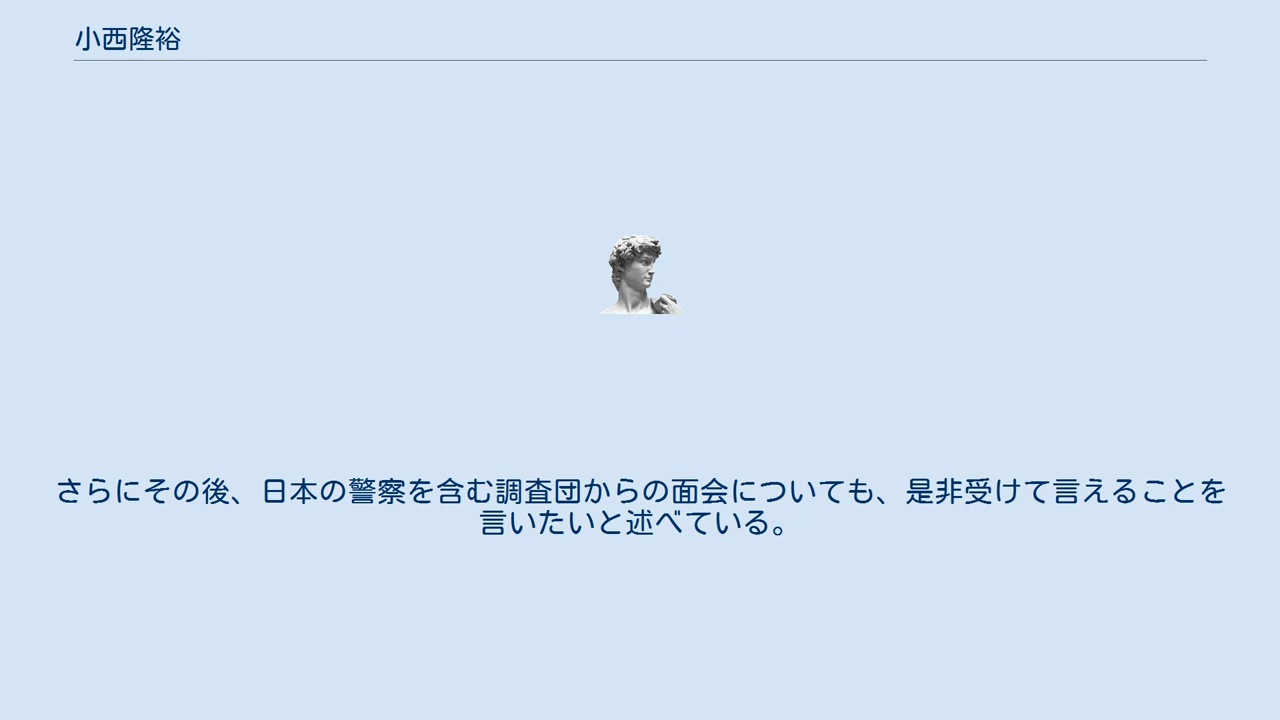 小西隆裕
さらにその後、日本の警察を含む調査団からの面会についても、是非受けて言えることを
言いたいと述べている。